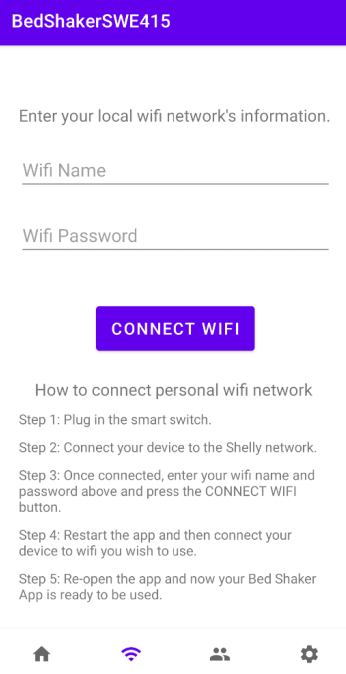 BedShakerSWE415
Enter your local wifi network's information.
Wifi Name
Wifi Password
CONNECT WIFI
How to connect personal wifi network
Step 1: Plug in the smart switch.
Step 2: Connect your device to the Shelly network.
Step 3: Once connected, enter your wifi name and
password above and press the CONNECT WIFI
button.
Step 4: Restart the app and then connect your
device to wifi you wish to use.
Step 5: Re-open the app and now your Bed Shaker
App is ready to be used.